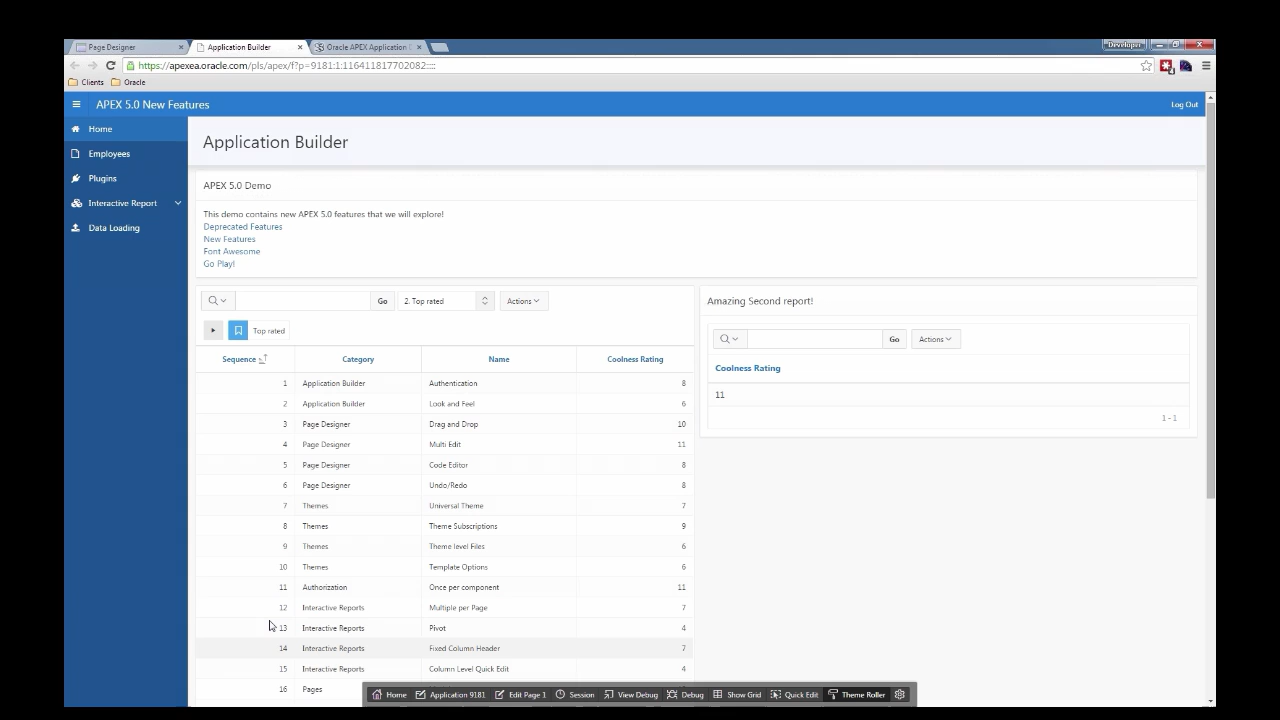 Page Designer × Application Builder × Oracle APEX Application × Developer
https://apexea.oracle.com/pls/apex/f?p=9181:1:116411817702082:::::
Clients Oracle
APEX 5.0 New Features Log Out
Home
Employees
Plugins
Interactive Report
Data Loading
Application Builder
APEX 5.0 Demo
This demo contains new APEX 5.0 features that we will explore!
Deprecated Features
New Features
Font Awesome
Go Play!
Go 2. Top rated Actions
Top rated
Sequence Category Name Coolness Rating
1 Application Builder Authentication 8
2 Application Builder Look and Feel 6
3 Page Designer Drag and Drop 10
4 Page Designer Multi Edit 11
5 Page Designer Code Editor 8
6 Page Designer Undo/Redo 8
7 Themes Universal Theme 7
8 Themes Theme Subscriptions 9
9 Themes Theme level Files 6
10 Themes Template Options 6
11 Authorization Once per component 11
12 Interactive Reports Multiple per Page 7
13 Interactive Reports Pivot 4
14 Interactive Reports Fixed Column Header 7
15 Interactive Reports Column Level Quick Edit 4
16 Pages
Amazing Second report!
Go Actions
Coolness Rating
11
1 - 1
Home Application 9181 Edit Page 1 Session View Debug Debug Show Grid Quick Edit Theme Roller